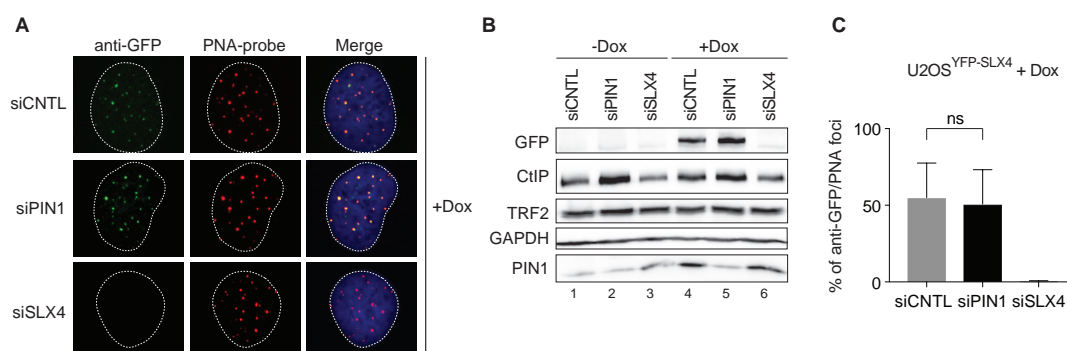 A
anti-GFP PNA-probe Merge
siCNTL
siPIN1
siSLX4
+Dox
B
-Dox +Dox
siCNTL siPIN1 siSLX4 siCNTL siPIN1 siSLX4
GFP
CtIP
TRF2
GAPDH
PIN1
1 2 3 4 5 6
C
U2OS^YFP-SLX4 + Dox
ns
% of anti-GFP/PNA foci
100
50
0
siCNTL siPIN1 siSLX4